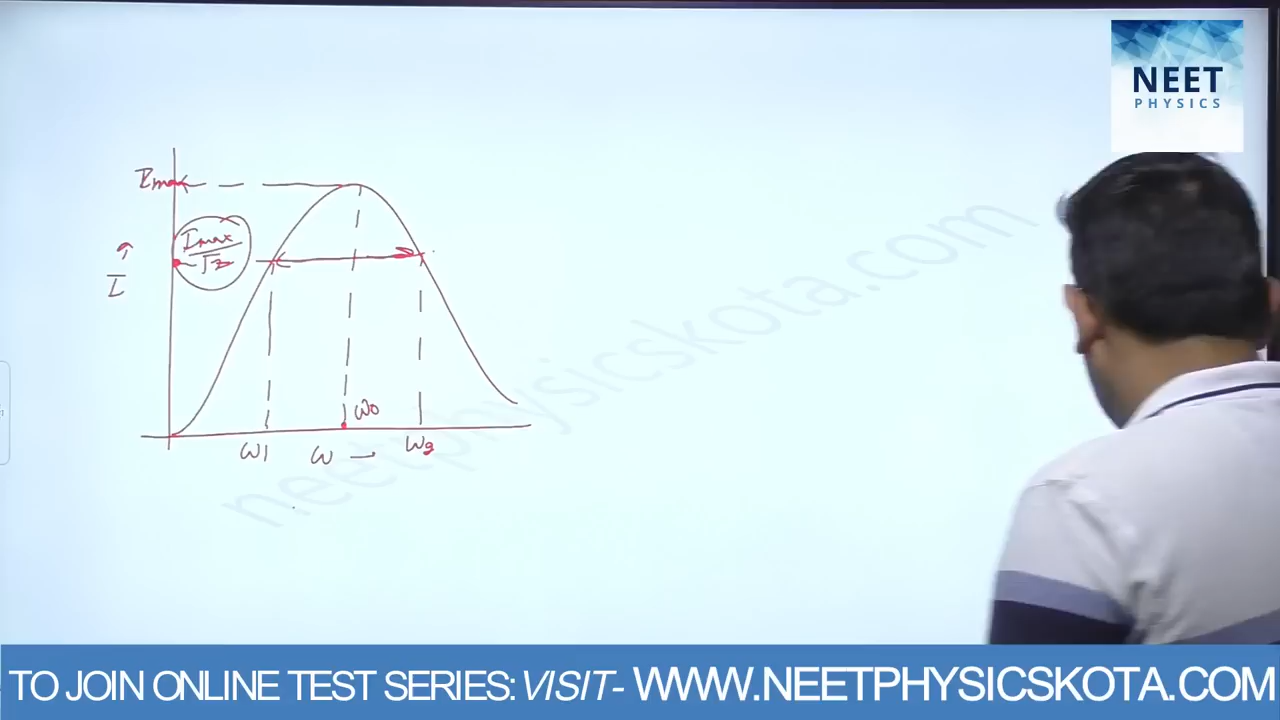 NEET
PHYSICS
Imax
Imax
√2
I
ω0
ω1 ω → ω2
neetphysicskota.com
TO JOIN ONLINE TEST SERIES: VISIT- WWW.NEETPHYSICSKOTA.COM